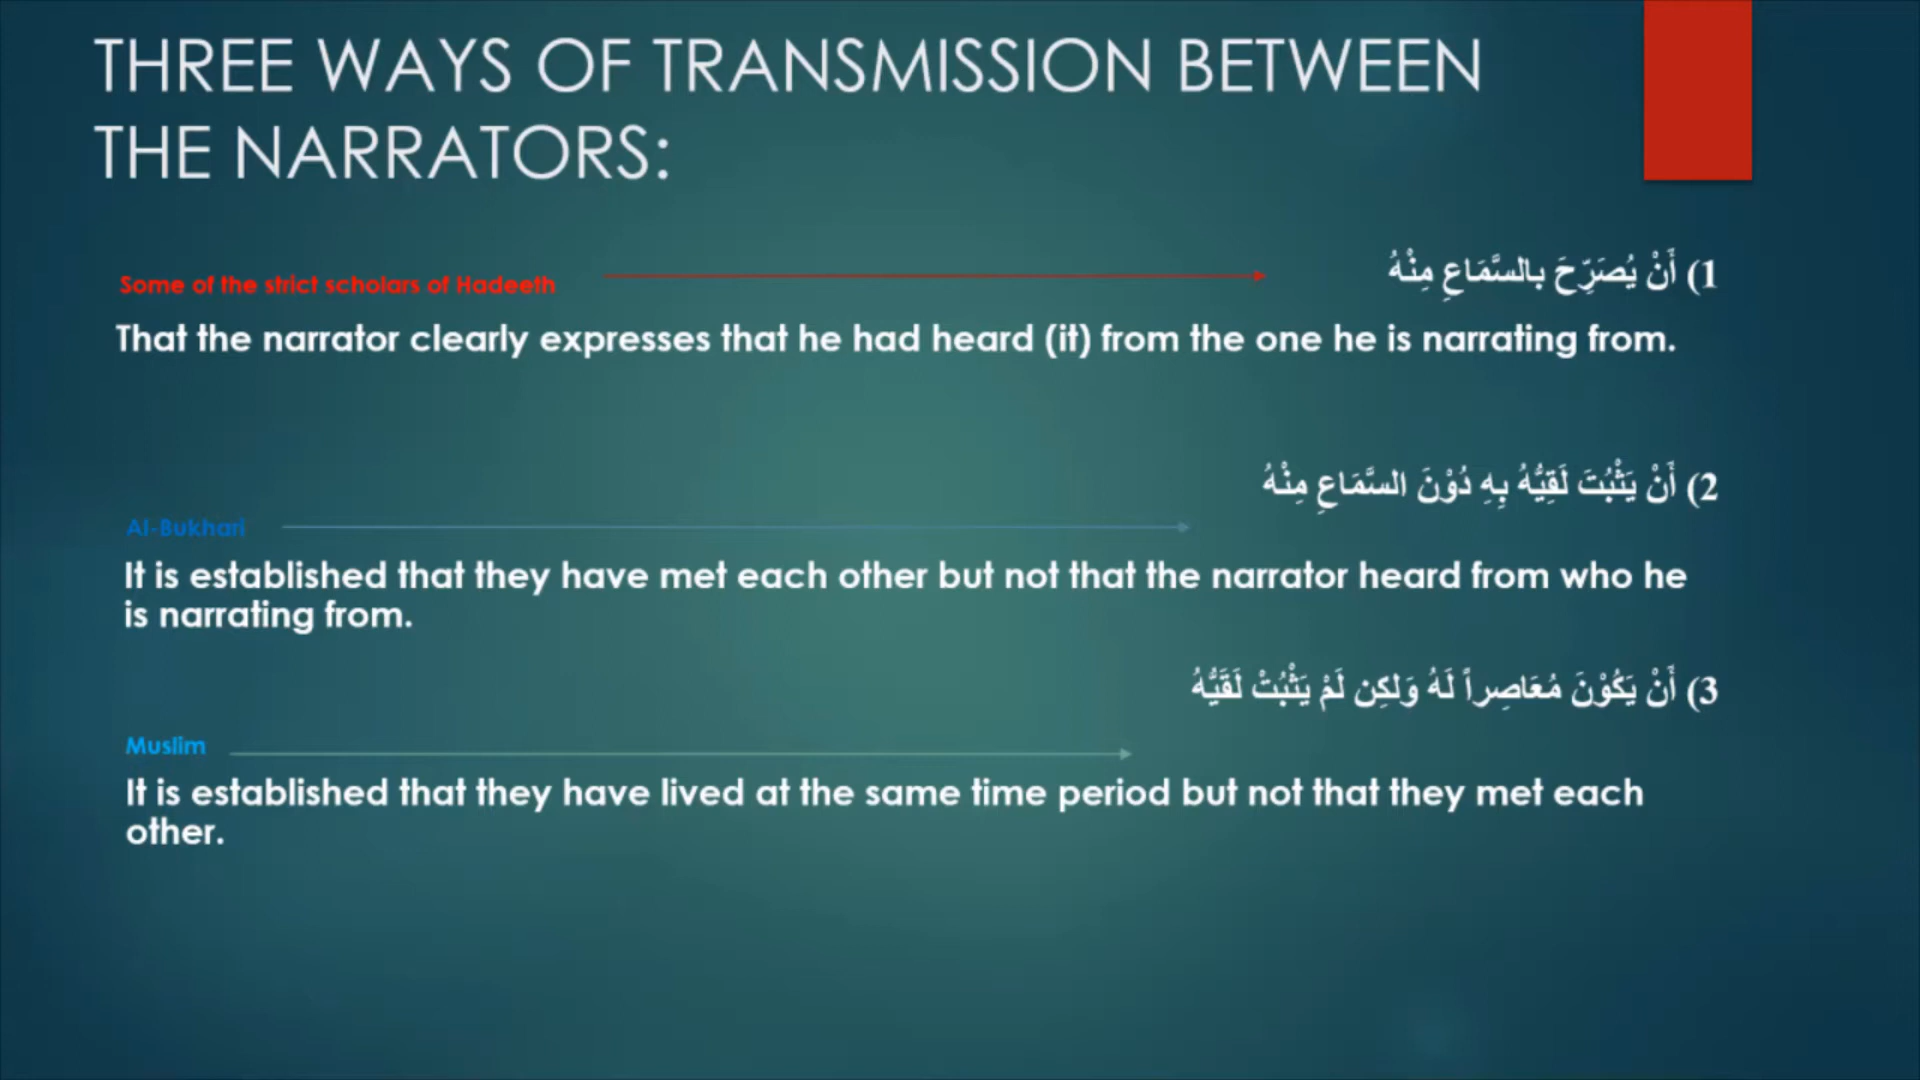 THREE WAYS OF TRANSMISSION BETWEEN
THE NARRATORS:
1) أَنْ يُصَرِّحَ بالسَّمَاعِ مِنْهُ
Some of the strict scholars of Hadeeth
That the narrator clearly expresses that he had heard (it) from the one he is narrating from.
2) أَنْ يَثْبُتَ لَقِيُّهُ بِهِ دُوْنَ السَّمَاعِ مِنْهُ
Al-Bukhari
It is established that they have met each other but not that the narrator heard from who he
is narrating from.
3) أَنْ يَكُوْنَ مُعَاصِراً لَهُ وَلكِن لَمْ يَثْبُتْ لَقَيُّهُ
Muslim
It is established that they have lived at the same time period but not that they met each
other.